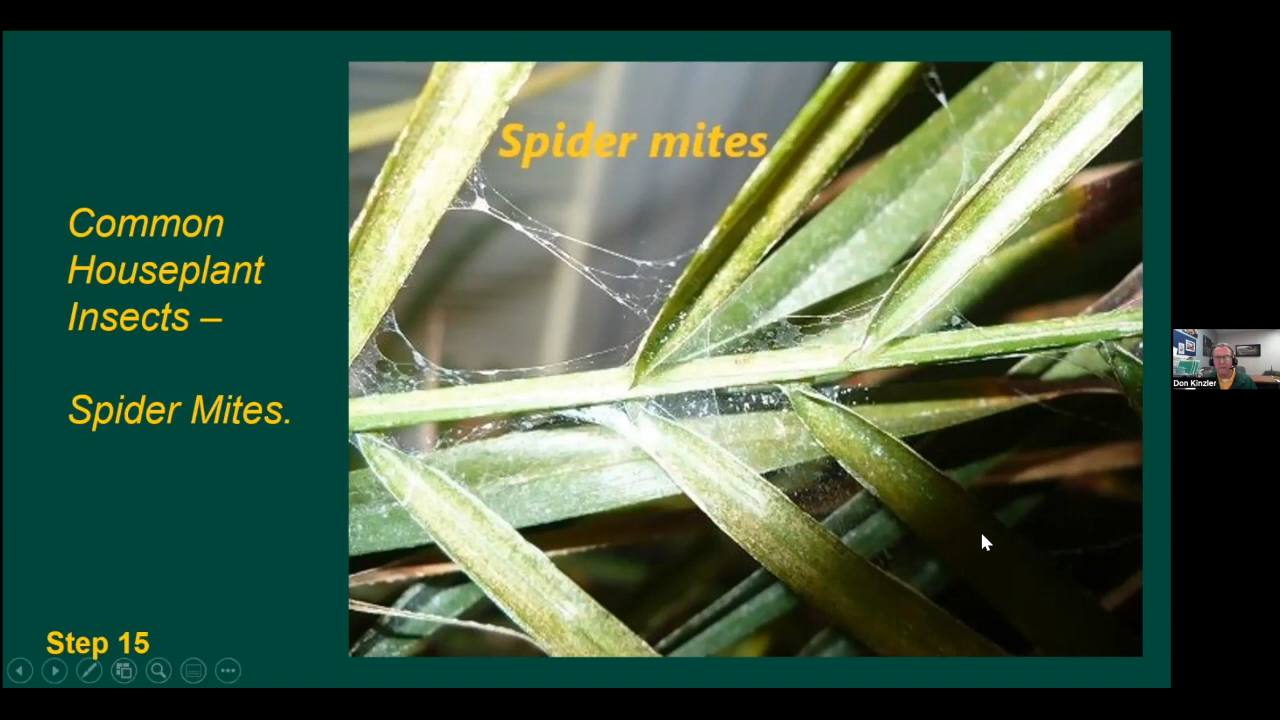 Spider mites
Common
Houseplant
Insects –
Spider Mites.
Step 15
Don Kinzler